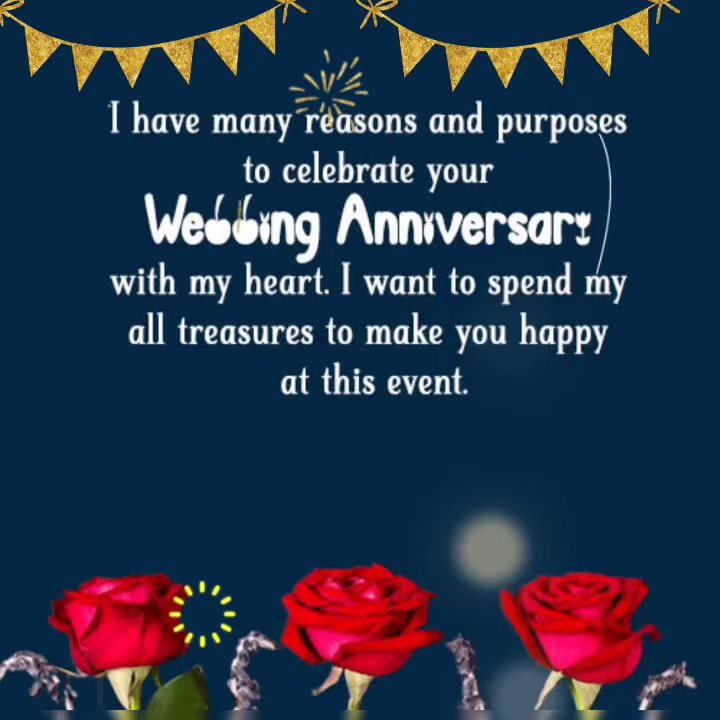 I have many reasons and purposes
to celebrate your
Wedding Anniversary
with my heart. I want to spend my
all treasures to make you happy
at this event.